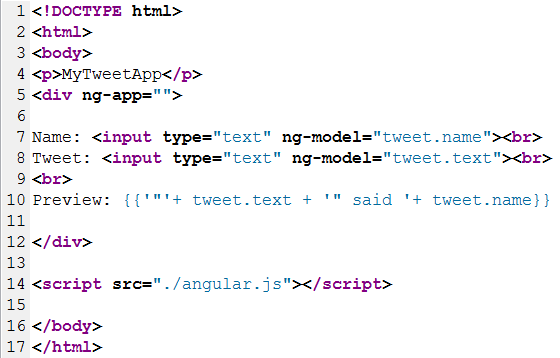 1 <!DOCTYPE html>
2 <html>
3 <body>
4 <p>MyTweetApp</p>
5 <div ng-app="">
6
7 Name: <input type="text" ng-model="tweet.name"><br>
8 Tweet: <input type="text" ng-model="tweet.text"><br>
9 <br>
10 Preview: {{'"'+ tweet.text + '" said '+ tweet.name}}
11
12 </div>
13
14 <script src="./angular.js"></script>
15
16 </body>
17 </html>